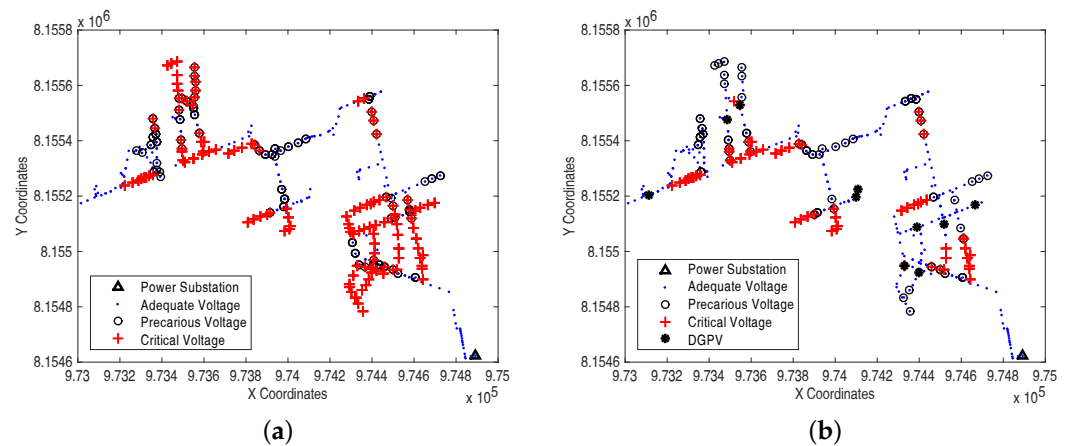 x 10^6
8.1558
8.1556
8.1554
8.1552
8.155
8.1548
8.1546
Y Coordinates
Power Substation
Adequate Voltage
Precarious Voltage
Critical Voltage
9.73 9.732 9.734 9.736 9.738 9.74 9.742 9.744 9.746 9.748 9.75
X Coordinates
x 10^5
(a)
x 10^6
8.1558
8.1556
8.1554
8.1552
8.155
8.1548
8.1546
Y Coordinates
Power Substation
Adequate Voltage
Precarious Voltage
Critical Voltage
DGPV
9.73 9.732 9.734 9.736 9.738 9.74 9.742 9.744 9.746 9.748 9.75
X Coordinates
x 10^5
(b)